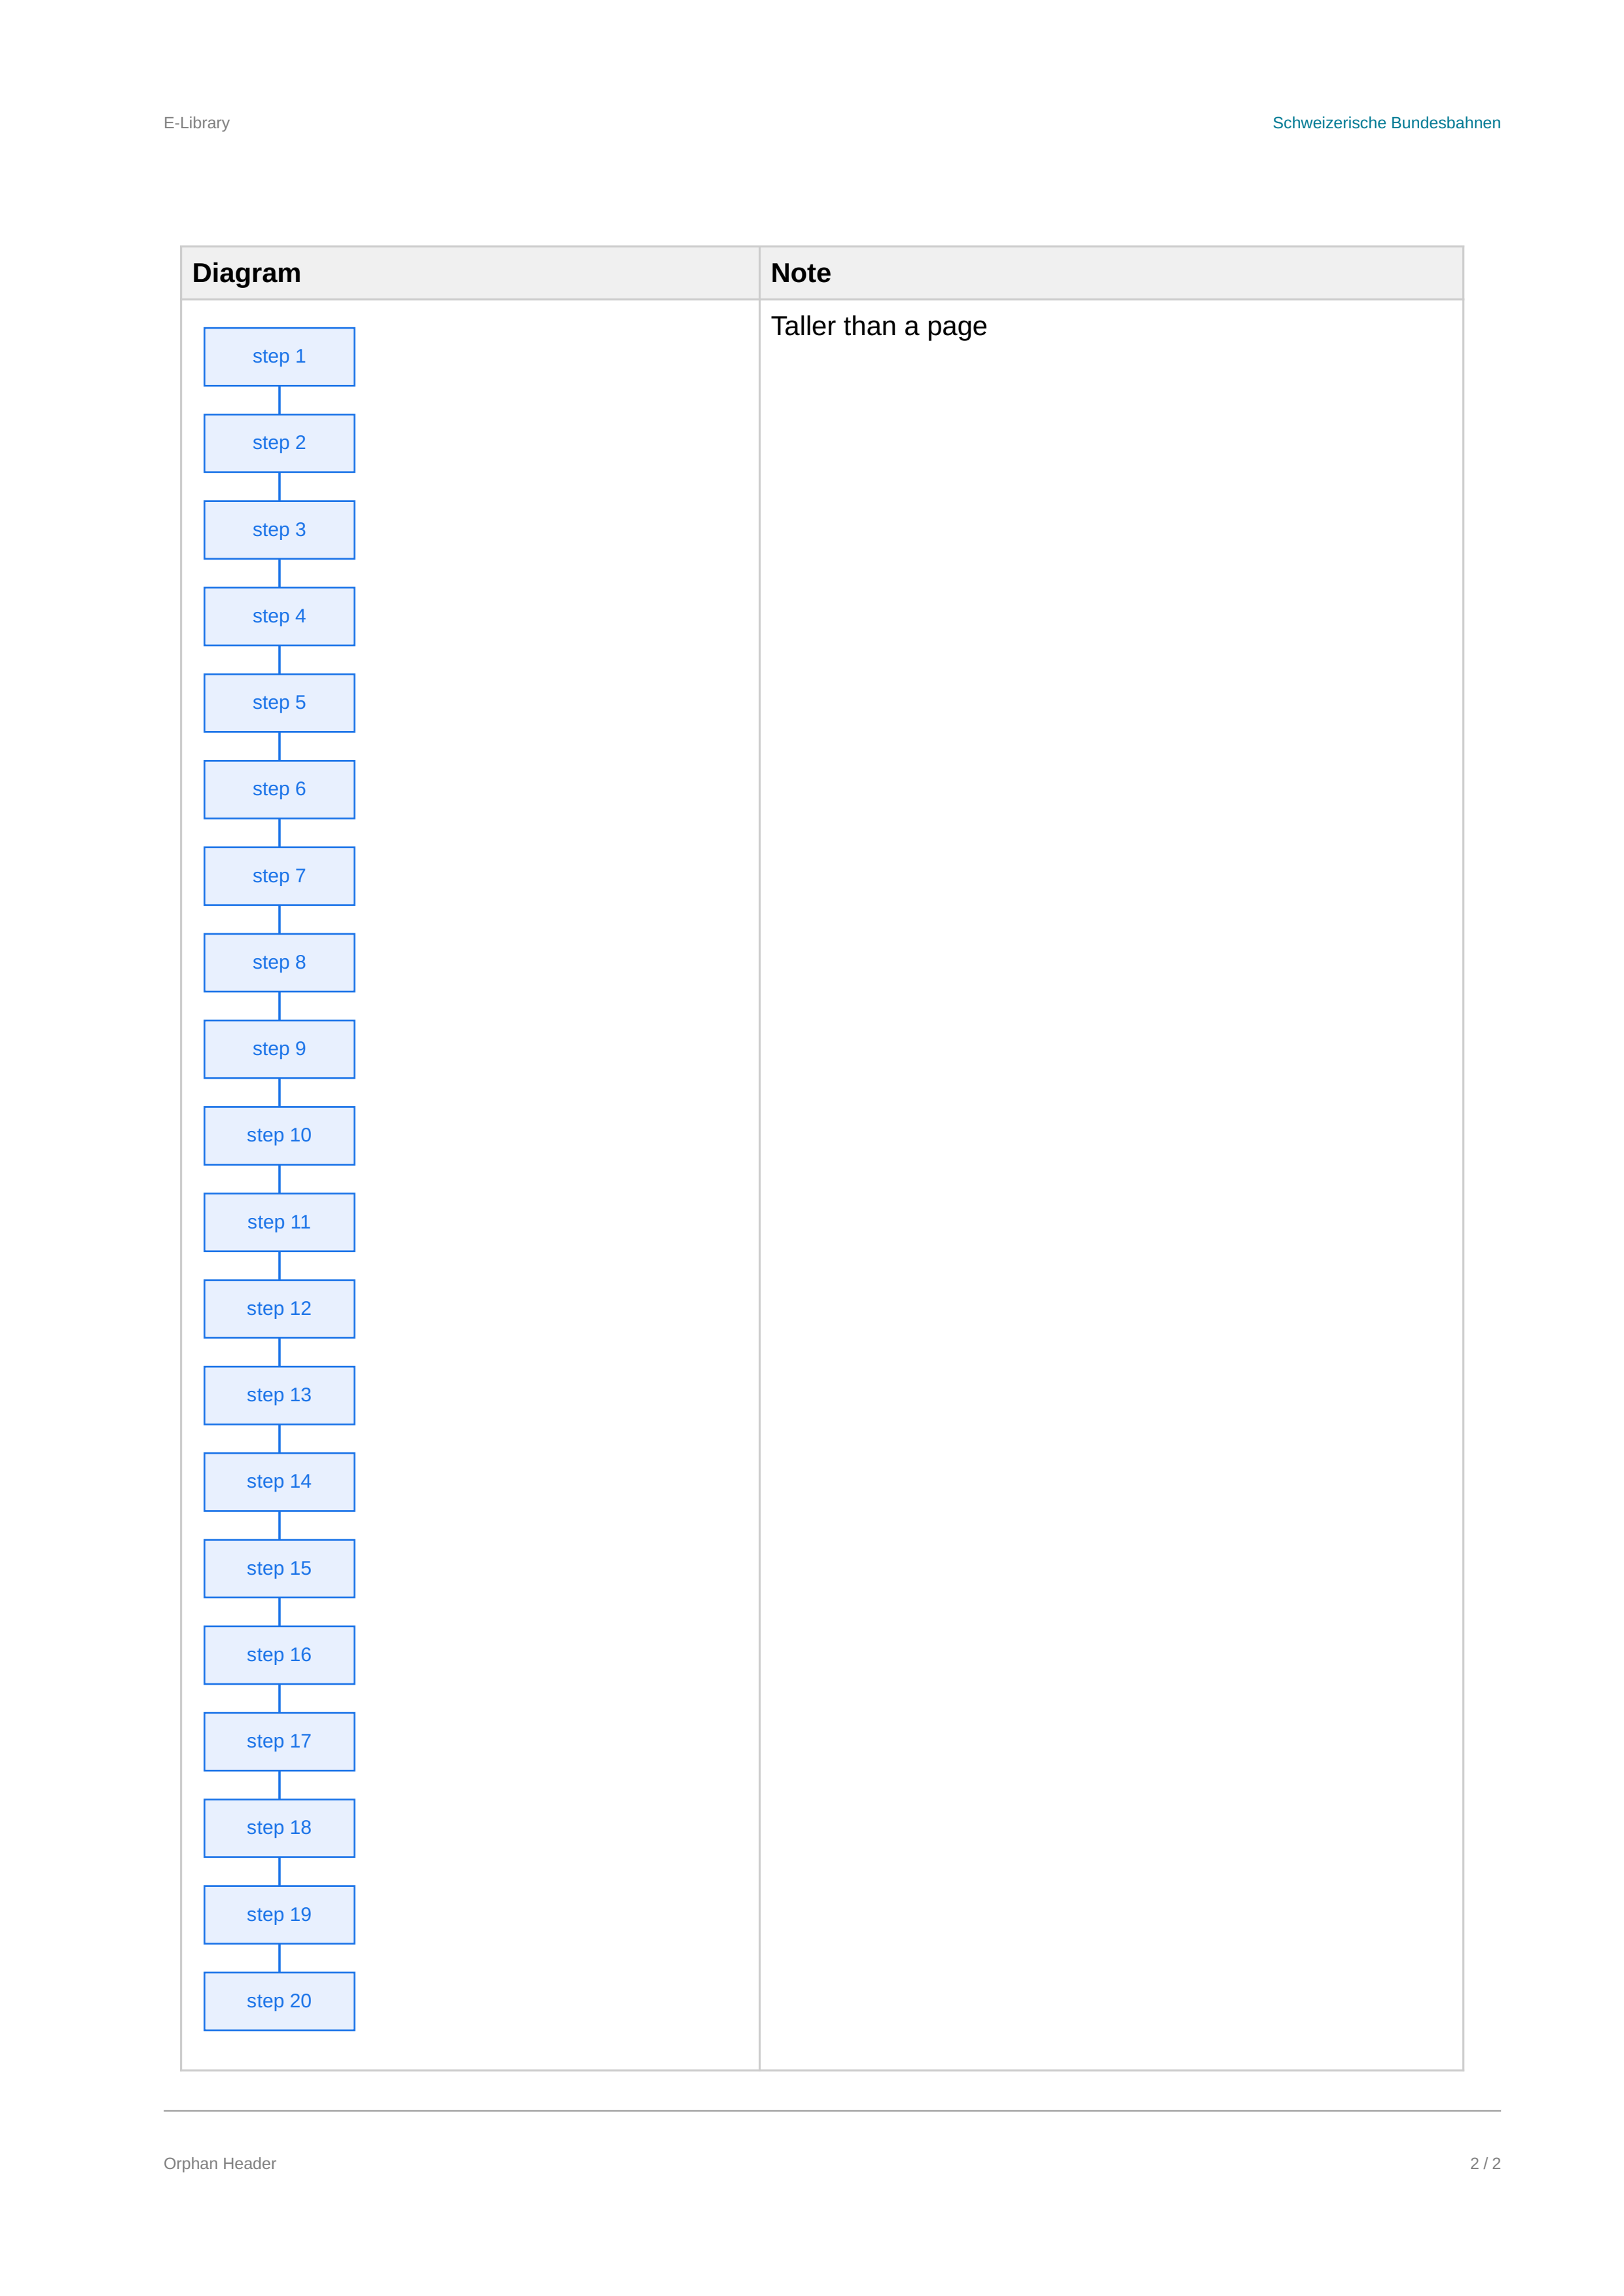 E-Library
Schweizerische Bundesbahnen
Diagram
Note
step 1
Taller than a page
step 2
step 3
step 4
step 5
step 6
step 7
step 8
step 9
step 10
step 11
step 12
step 13
step 14
step 15
step 16
step 17
step 18
step 19
step 20
Orphan Header
2 / 2